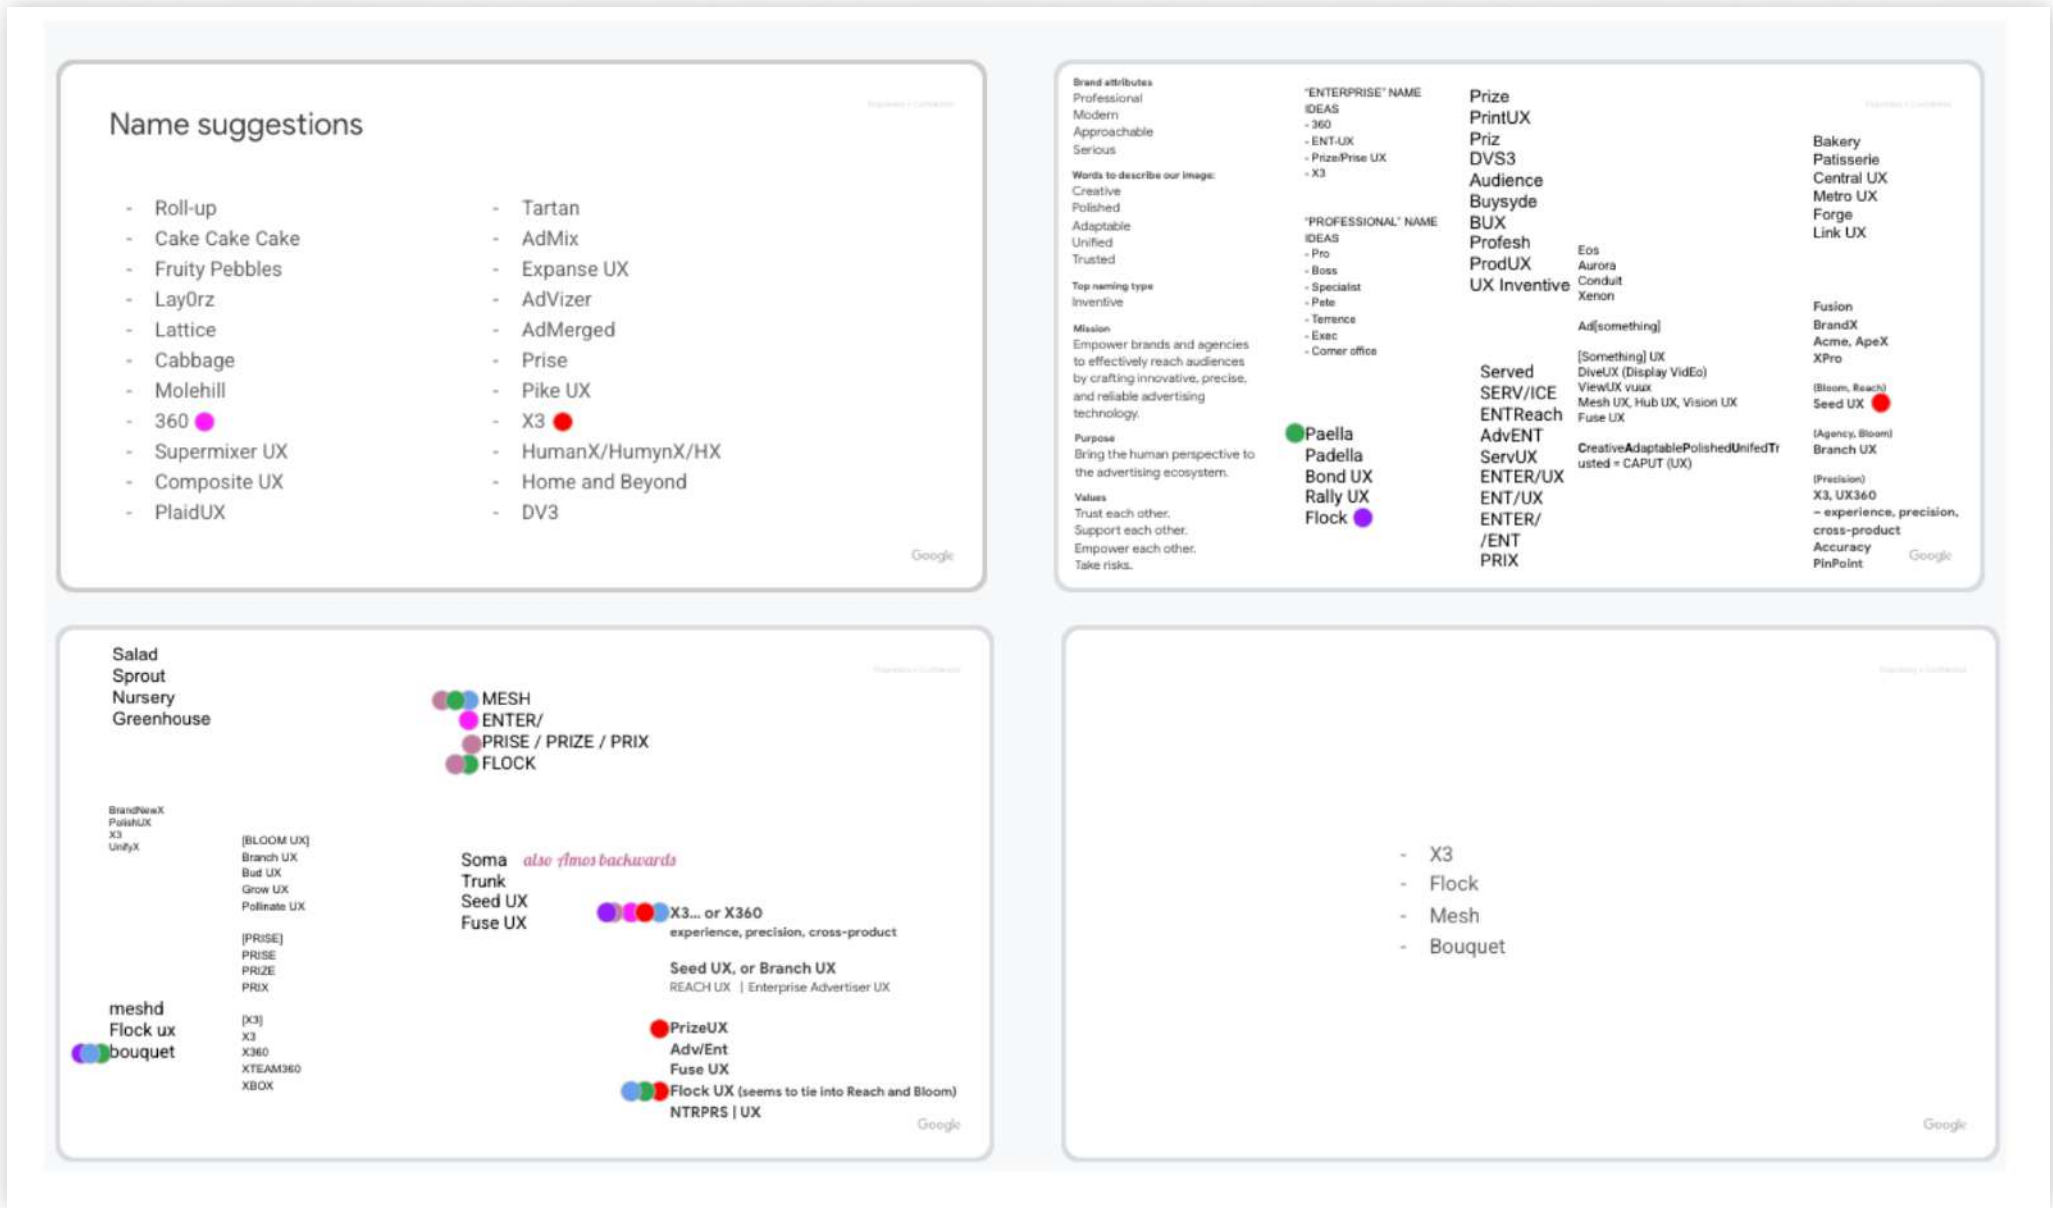 Name suggestions
- Roll-up
- Cake Cake Cake
- Fruity Pebbles
- Lay0rz
- Lattice
- Cabbage
- Molehill
- 360
- Supermixer UX
- Composite UX
- PlaidUX
- Tartan
- AdMix
- Expanse UX
- AdVizer
- AdMerged
- Prise
- Pike UX
- X3
- HumanX/HumynX/HX
- Home and Beyond
- DV3
Google
Brand attributes
Professional
Modern
Approachable
Serious
Words to describe our image:
Creative
Polished
Adaptable
Unified
Trusted
Top naming type
Inventive
Mission
Empower brands and agencies
to effectively reach audiences
by crafting innovative, precise,
and reliable advertising
technology.
Purpose
Bring the human perspective to
the advertising ecosystem.
Values
Trust each other.
Support each other.
Empower each other.
Take risks.
"ENTERPRISE" NAME
IDEAS
- 360
- ENT-UX
- Prize/Prise UX
- X3
"PROFESSIONAL" NAME
IDEAS
- Pro
- Boss
- Specialist
- Pete
- Terrence
- Exec
- Corner office
Paella
Padella
Bond UX
Rally UX
Flock
Prize
PrintUX
Priz
DVS3
Audience
Buysyde
BUX
Profesh
ProdUX
UX Inventive
Served
SERV/ICE
ENTReach
AdvENT
ServUX
ENTER/UX
ENT/UX
ENTER/
/ENT
PRIX
Eos
Aurora
Conduit
Xenon
Ad[something]
[Something] UX
DiveUX (Display VidEo)
ViewUX vuux
Mesh UX, Hub UX, Vision UX
Fuse UX
CreativeAdaptablePolishedUnifedTr
usted = CAPUT (UX)
Bakery
Patisserie
Central UX
Metro UX
Forge
Link UX
Fusion
BrandX
Acme, ApeX
XPro
(Bloom, Reach)
Seed UX
(Agency, Bloom)
Branch UX
(Precision)
X3, UX360
– experience, precision,
cross-product
Accuracy
PinPoint
Google
Salad
Sprout
Nursery
Greenhouse
BrandNewX
PolishUX
X3
UnifyX
meshd
Flock ux
bouquet
[BLOOM UX]
Branch UX
Bud UX
Grow UX
Pollinate UX
[PRISE]
PRISE
PRIZE
PRIX
[X3]
X3
X360
XTEAM360
XBOX
MESH
ENTER/
PRISE / PRIZE / PRIX
FLOCK
Soma also Amos backwards
Trunk
Seed UX
Fuse UX
X3... or X360
experience, precision, cross-product
Seed UX, or Branch UX
REACH UX | Enterprise Advertiser UX
PrizeUX
Adv/Ent
Fuse UX
Flock UX (seems to tie into Reach and Bloom)
NTRPRS | UX
Google
- X3
- Flock
- Mesh
- Bouquet
Google